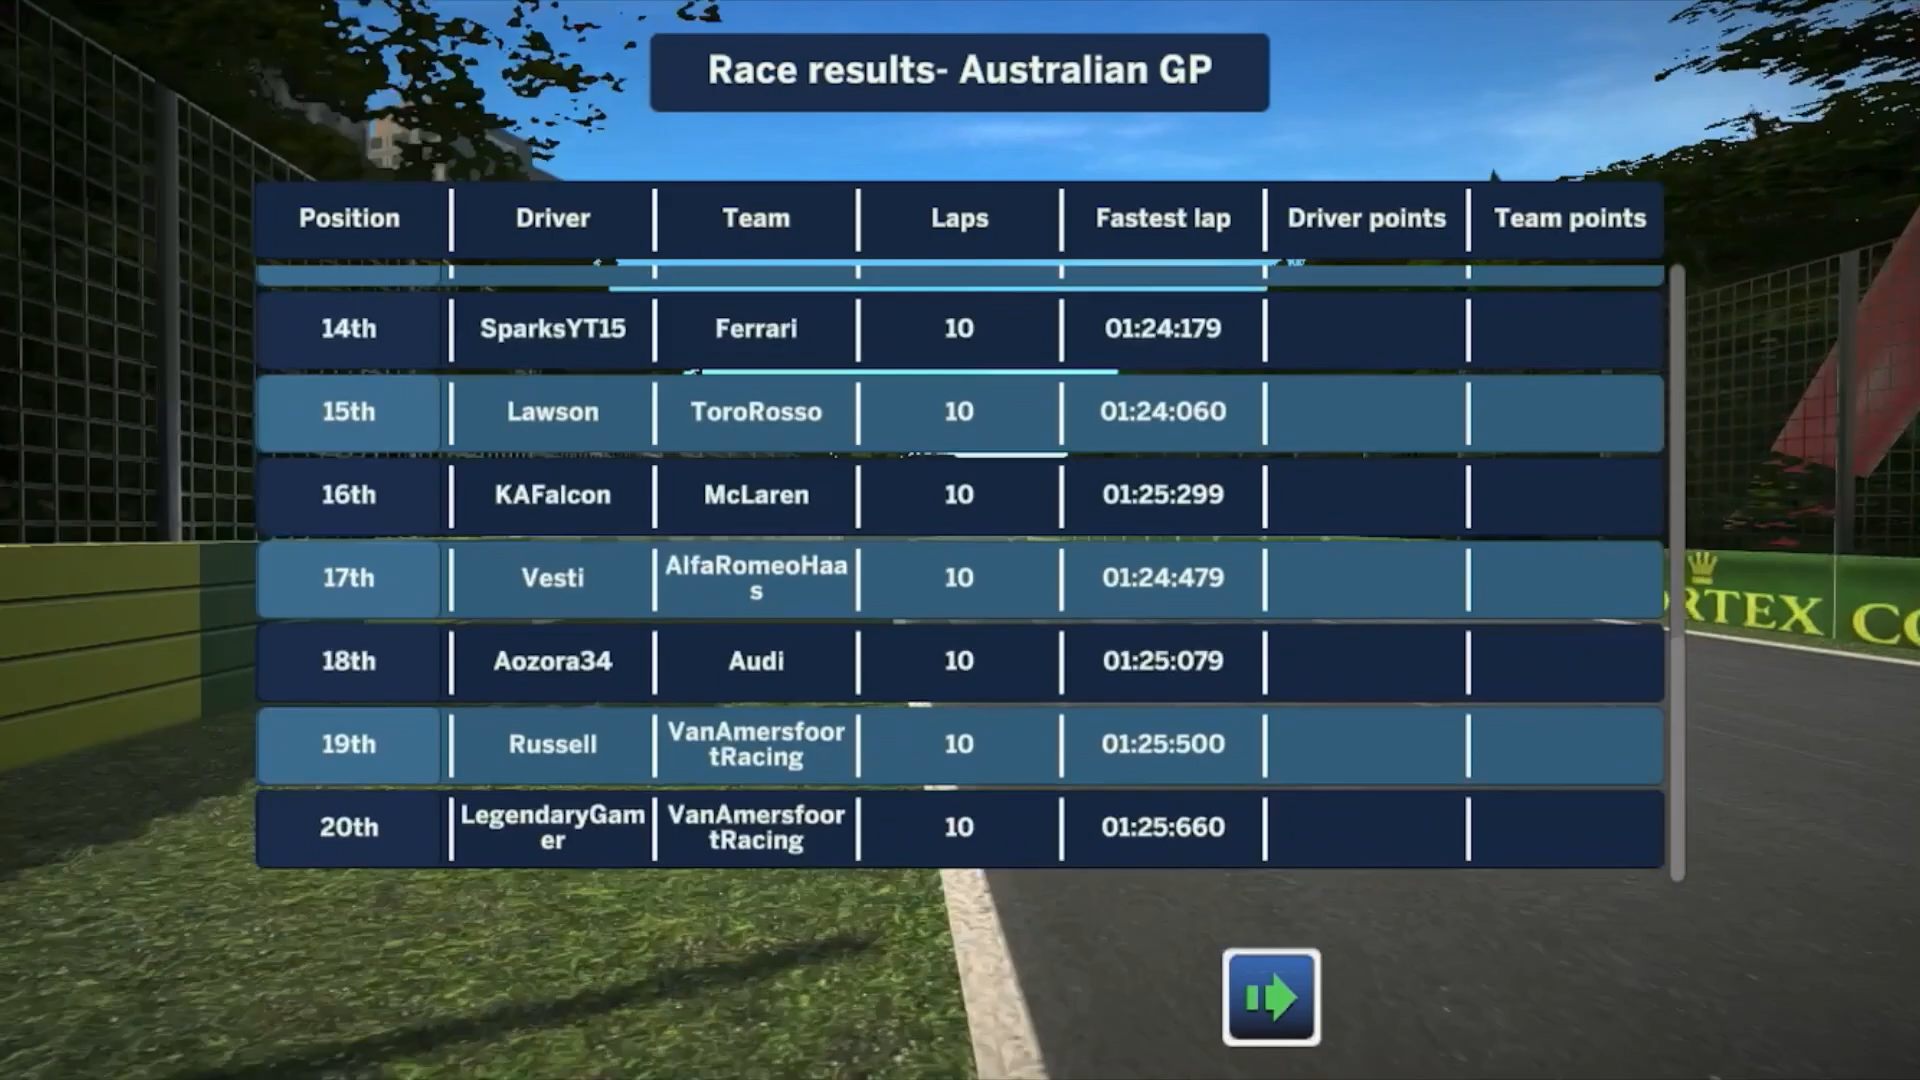 Race results- Australian GP
Position Driver Team Laps Fastest lap Driver points Team points
14th SparksYT15 Ferrari 10 01:24:179
15th Lawson ToroRosso 10 01:24:060
16th KAFalcon McLaren 10 01:25:299
17th Vesti AlfaRomeoHaa
s 10 01:24:479
18th Aozora34 Audi 10 01:25:079
19th Russell VanAmersfoor
tRacing 10 01:25:500
20th LegendaryGam
er VanAmersfoor
tRacing 10 01:25:660